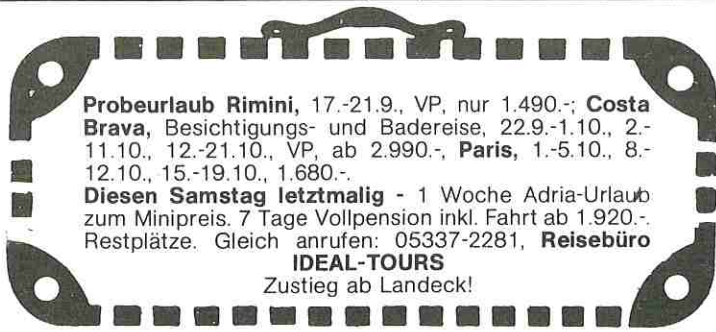 Probeurlaub Rimini, 17.-21.9., VP, nur 1.490.-; Costa
Brava, Besichtigungs- und Badereise, 22.9.-1.10., 2.-
11.10., 12.-21.10., VP, ab 2.990.-, Paris, 1.-5.10., 8.-
12.10., 15.-19.10., 1.680.-.
Diesen Samstag letztmalig - 1 Woche Adria-Urlaub
zum Minipreis. 7 Tage Vollpension inkl. Fahrt ab 1.920.-.
Restplätze. Gleich anrufen: 05337-2281, Reisebüro
IDEAL-TOURS
Zustieg ab Landeck!